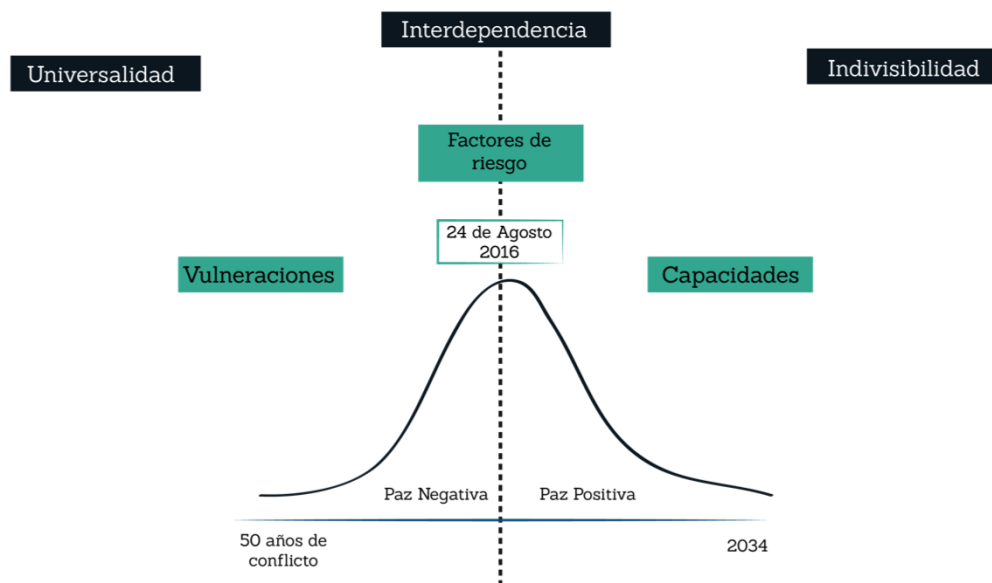 Interdependencia
Universalidad
Indivisibilidad
Factores de
riesgo
24 de Agosto
2016
Vulneraciones
Capacidades
Paz Negativa
Paz Positiva
50 años de
conflicto
2034